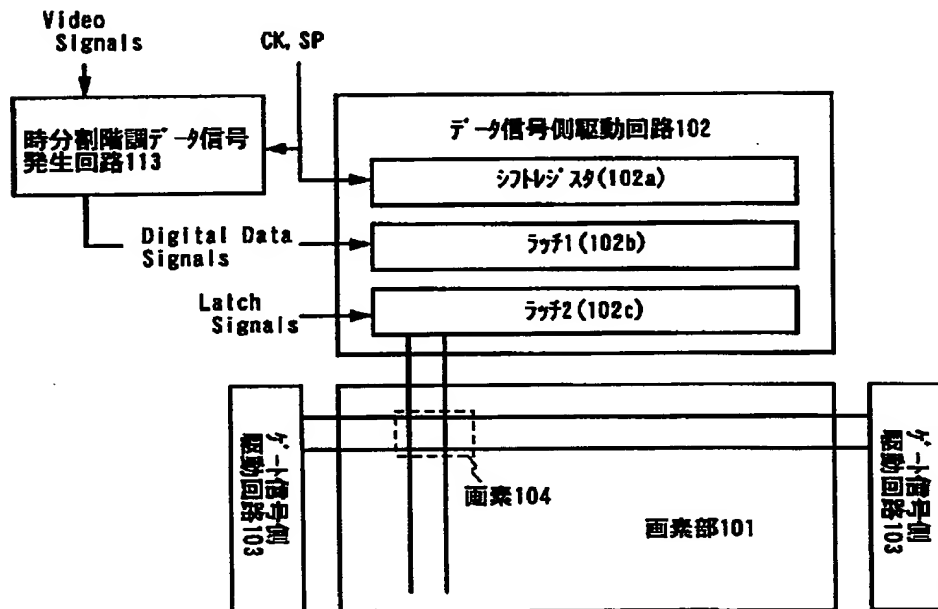 Video
Signals
CK, SP
時分割階調ﾃﾞｰﾀ信号
発生回路113
ﾃﾞｰﾀ信号側駆動回路102
ｼﾌﾄﾚｼﾞｽﾀ(102a)
Digital Data
Signals
ﾗｯﾁ1(102b)
Latch
Signals
ﾗｯﾁ2(102c)
ｹﾞｰﾄ信号側
駆動回路103
画素104
画素部101
ｹﾞｰﾄ信号側
駆動回路103